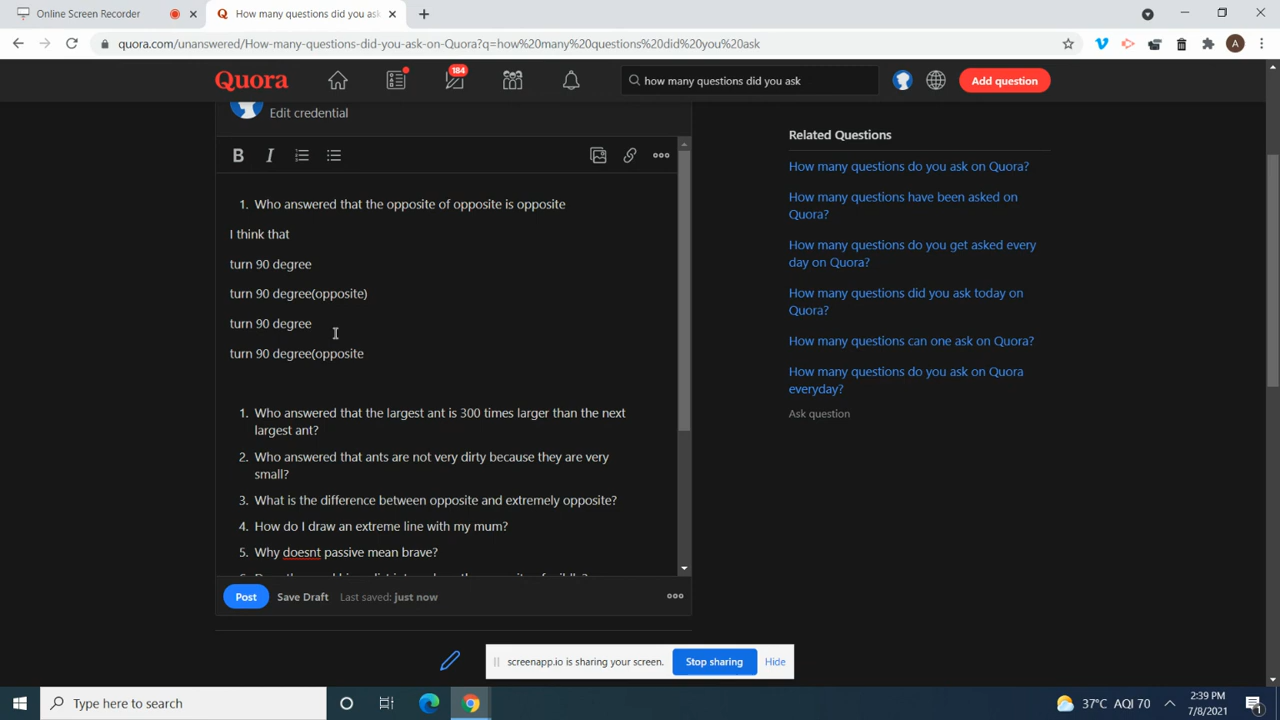 Online Screen Recorder
How many questions did you ask
quora.com/unanswered/How-many-questions-did-you-ask-on-Quora?q=how%20many%20questions%20did%20you%20ask
A
Quora
184
how many questions did you ask
Add question
Edit credential
B I
1. Who answered that the opposite of opposite is opposite
I think that
turn 90 degree
turn 90 degree(opposite)
turn 90 degree
turn 90 degree(opposite
1. Who answered that the largest ant is 300 times larger than the next
largest ant?
2. Who answered that ants are not very dirty because they are very
small?
3. What is the difference between opposite and extremely opposite?
4. How do I draw an extreme line with my mum?
5. Why doesnt passive mean brave?
Post Save Draft Last saved: just now
Related Questions
How many questions do you ask on Quora?
How many questions have been asked on
Quora?
How many questions do you get asked every
day on Quora?
How many questions did you ask today on
Quora?
How many questions can one ask on Quora?
How many questions do you ask on Quora
everyday?
Ask question
screenapp.io is sharing your screen. Stop sharing Hide
Type here to search
37°C AQI 70
2:39 PM
7/8/2021
1